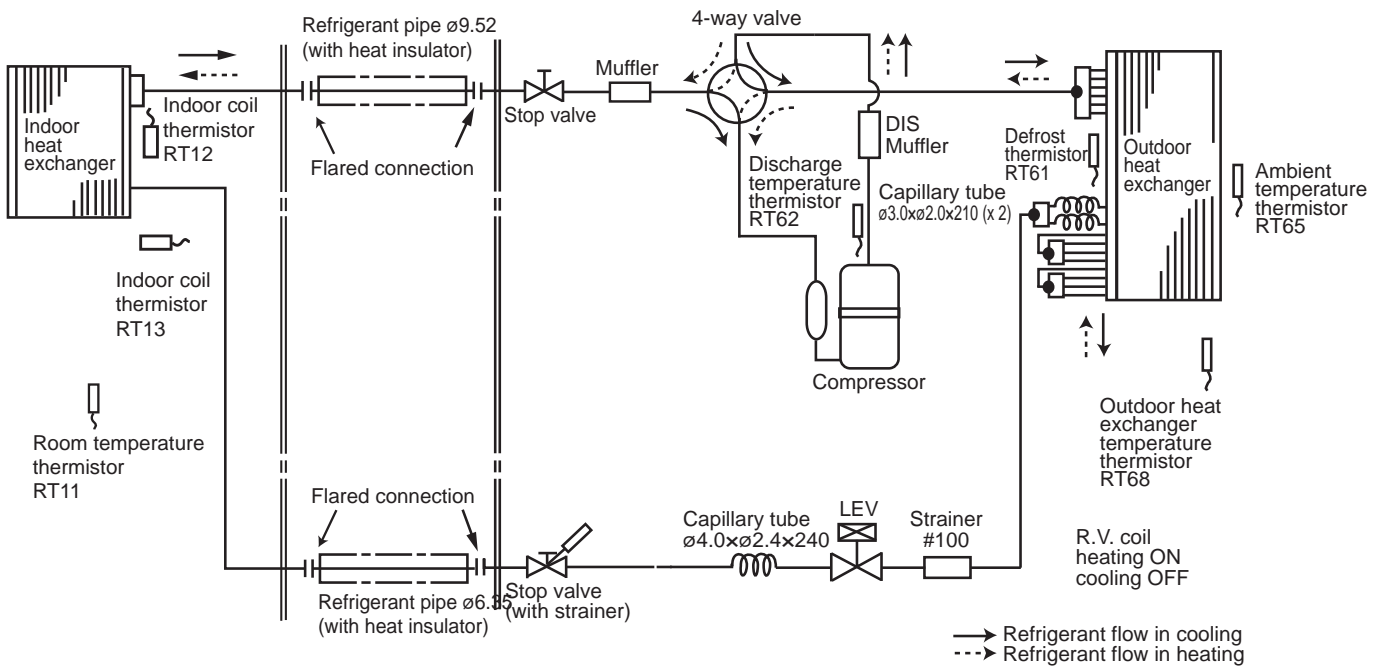 4-way valve
Refrigerant pipe ø9.52
(with heat insulator)
Muffler
Stop valve
Indoor
heat
exchanger
Indoor coil
thermistor
RT12
Flared connection
DIS
Muffler
Discharge
temperature
thermistor
RT62
Capillary tube
ø3.0×ø2.0×210 (x 2)
Defrost
thermistor
RT61
Outdoor
heat
exchanger
Ambient
temperature
thermistor
RT65
Indoor coil
thermistor
RT13
Compressor
Room temperature
thermistor
RT11
Outdoor heat
exchanger
temperature
thermistor
RT68
Flared connection
Refrigerant pipe ø6.35
(with heat insulator)
Stop valve
(with strainer)
Capillary tube
ø4.0×ø2.4×240
LEV
Strainer
#100
R.V. coil
heating ON
cooling OFF
Refrigerant flow in cooling
Refrigerant flow in heating